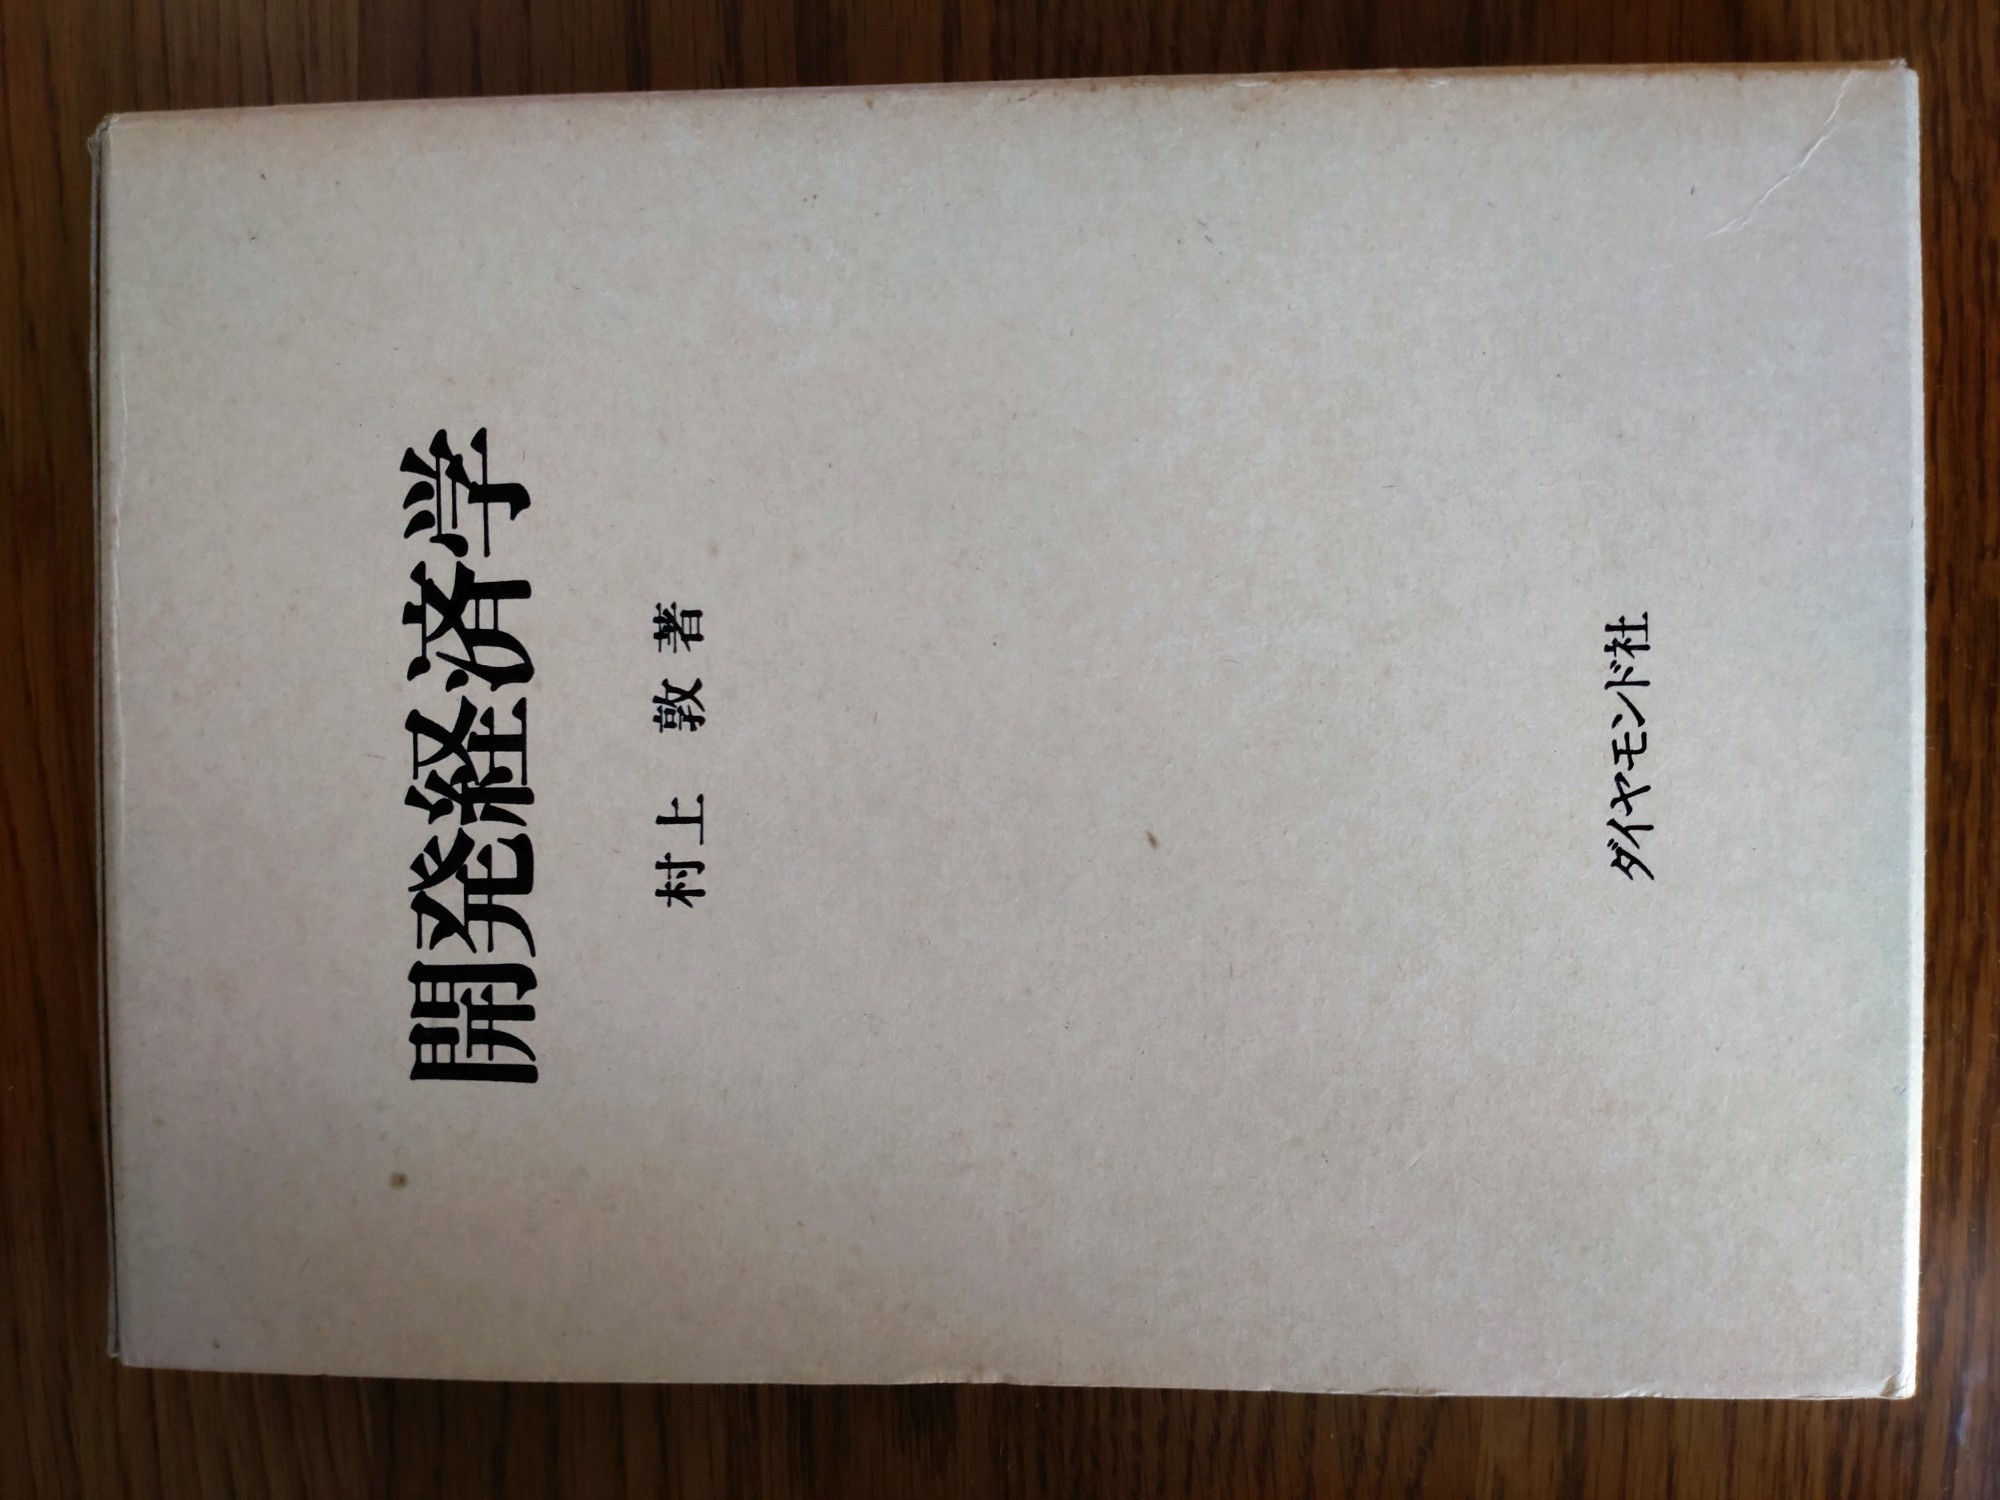 開発経済学
村上 敦 著
ダイヤモンド社